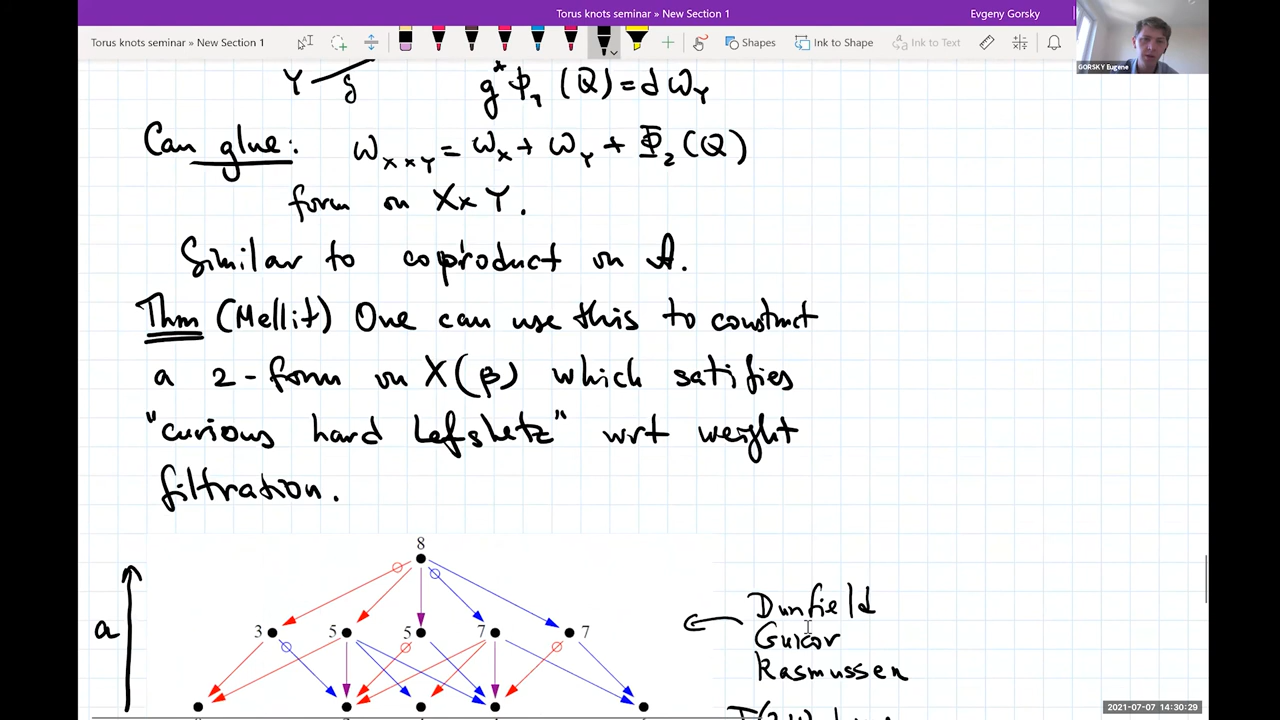 Torus knots seminar » New Section 1
Evgeny Gorsky
Torus knots seminar » New Section 1
Shapes
Ink to Shape
Ink to Text
GORSKY Eugene
Y g g* Φ₁ (Q) = dω_Y
Can glue: ω_{X×Y} = ω_X + ω_Y + Φ₂(Q)
form on X×Y.
Similar to coproduct on A.
Thm (Mellit) One can use this to construct
a 2-form on X(β) which satisfies
"curious hard Lefshetz" wrt weight
filtration.
8
a
3 5 5 7 7
Dunfield
Gukov
Rasmussen
2021-07-07 14:30:29